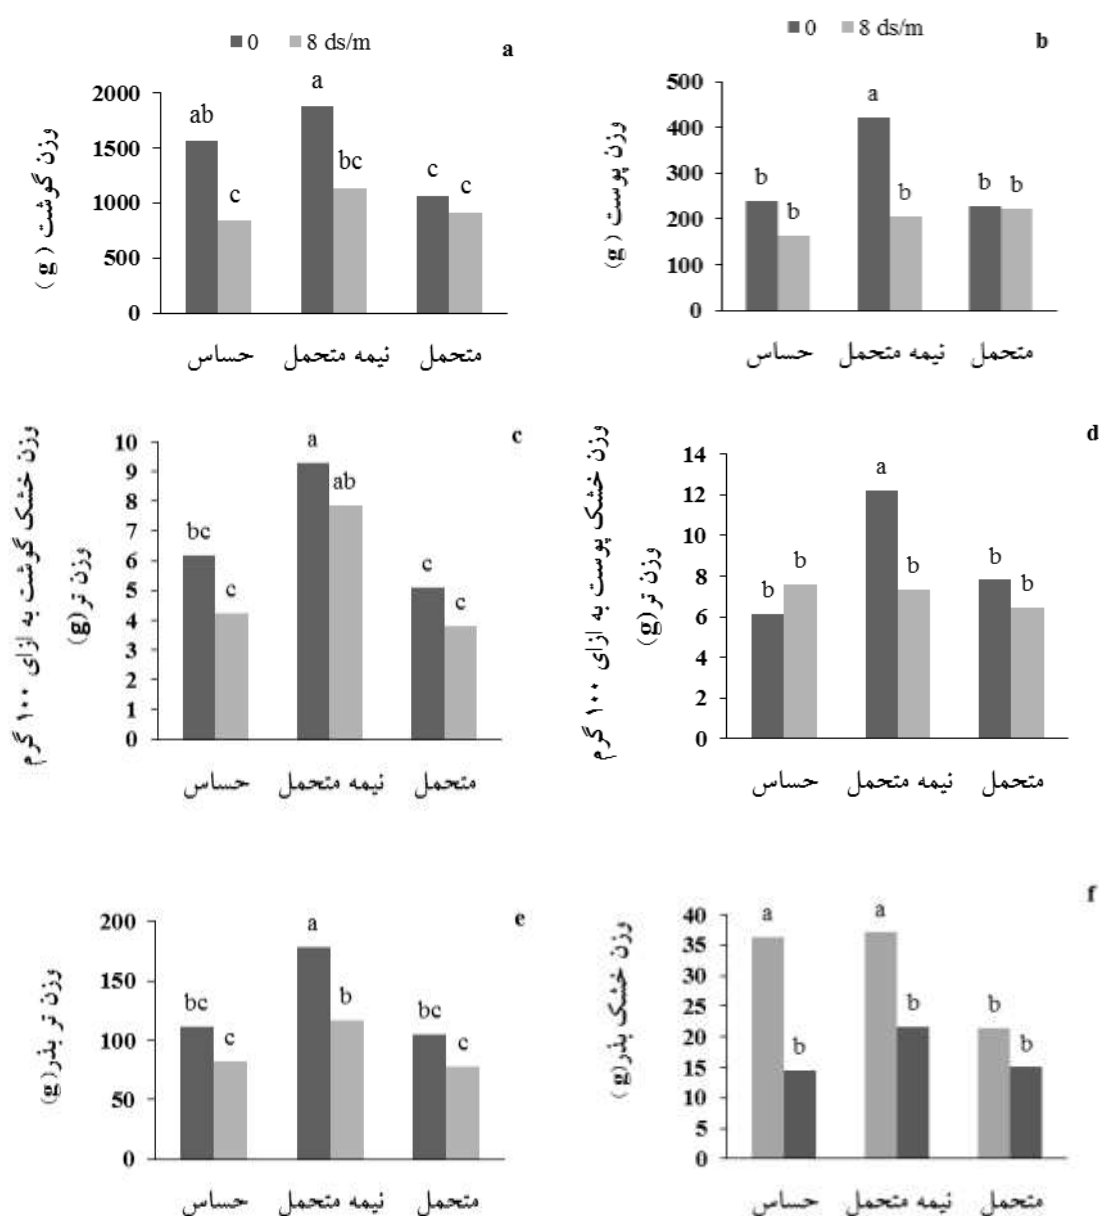 0 8 ds/m a
وزن گوشت (g)
2000
1500
1000
500
0
ab c a bc c c
حساس نیمه متحمل متحمل
0 8 ds/m b
وزن پوست (g)
500
400
300
200
100
0
b b a b b b
حساس نیمه متحمل متحمل
c
وزن خشک گوشت به ازای ۱۰۰ گرم
وزن تر(g)
10
9
8
7
6
5
4
3
2
1
0
bc c a ab c c
حساس نیمه متحمل متحمل
d
وزن خشک پوست به ازای ۱۰۰ گرم
وزن تر(g)
14
12
10
8
6
4
2
0
b b a b b b
حساس نیمه متحمل متحمل
e
وزن تر بذر(g)
200
150
100
50
0
bc c a b bc c
حساس نیمه متحمل متحمل
f
وزن خشک بذر(g)
40
35
30
25
20
15
10
5
0
a b a b b b
حساس نیمه متحمل متحمل